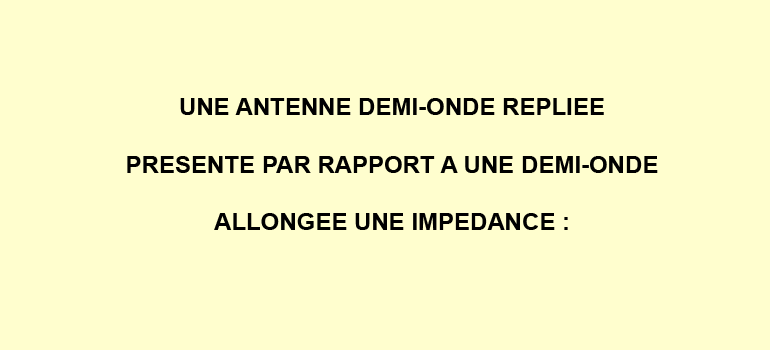 UNE ANTENNE DEMI-ONDE REPLIEE
PRESENTE PAR RAPPORT A UNE DEMI-ONDE
ALLONGEE UNE IMPEDANCE :